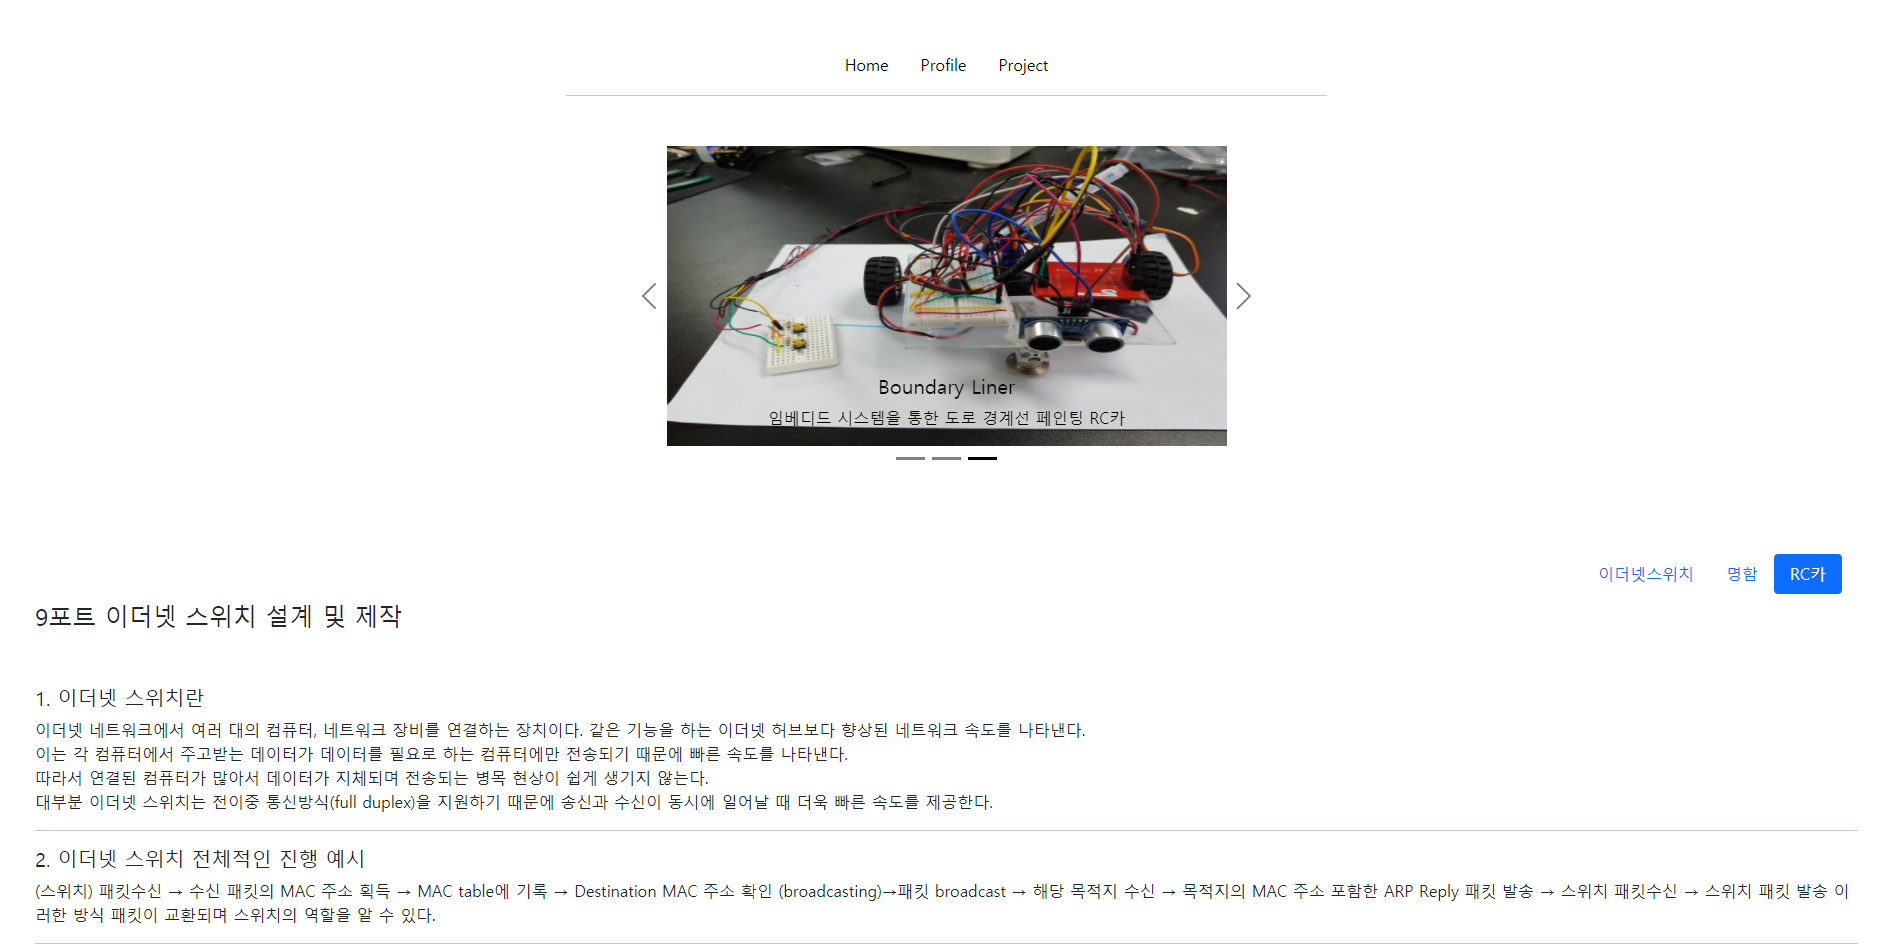 Home Profile Project
Boundary Liner
임베디드 시스템을 통한 도로 경계선 페인팅 RC카
이더넷스위치 명함 RC카
9포트 이더넷 스위치 설계 및 제작
1. 이더넷 스위치란
이더넷 네트워크에서 여러 대의 컴퓨터, 네트워크 장비를 연결하는 장치이다. 같은 기능을 하는 이더넷 허브보다 향상된 네트워크 속도를 나타낸다.
이는 각 컴퓨터에서 주고받는 데이터가 데이터를 필요로 하는 컴퓨터에만 전송되기 때문에 빠른 속도를 나타낸다.
따라서 연결된 컴퓨터가 많아서 데이터가 지체되며 전송되는 병목 현상이 쉽게 생기지 않는다.
대부분 이더넷 스위치는 전이중 통신방식(full duplex)을 지원하기 때문에 송신과 수신이 동시에 일어날 때 더욱 빠른 속도를 제공한다.
2. 이더넷 스위치 전체적인 진행 예시
(스위치) 패킷수신 → 수신 패킷의 MAC 주소 획득 → MAC table에 기록 → Destination MAC 주소 확인 (broadcasting)→패킷 broadcast → 해당 목적지 수신 → 목적지의 MAC 주소 포함한 ARP Reply 패킷 발송 → 스위치 패킷수신 → 스위치 패킷 발송 이
러한 방식 패킷이 교환되며 스위치의 역할을 알 수 있다.